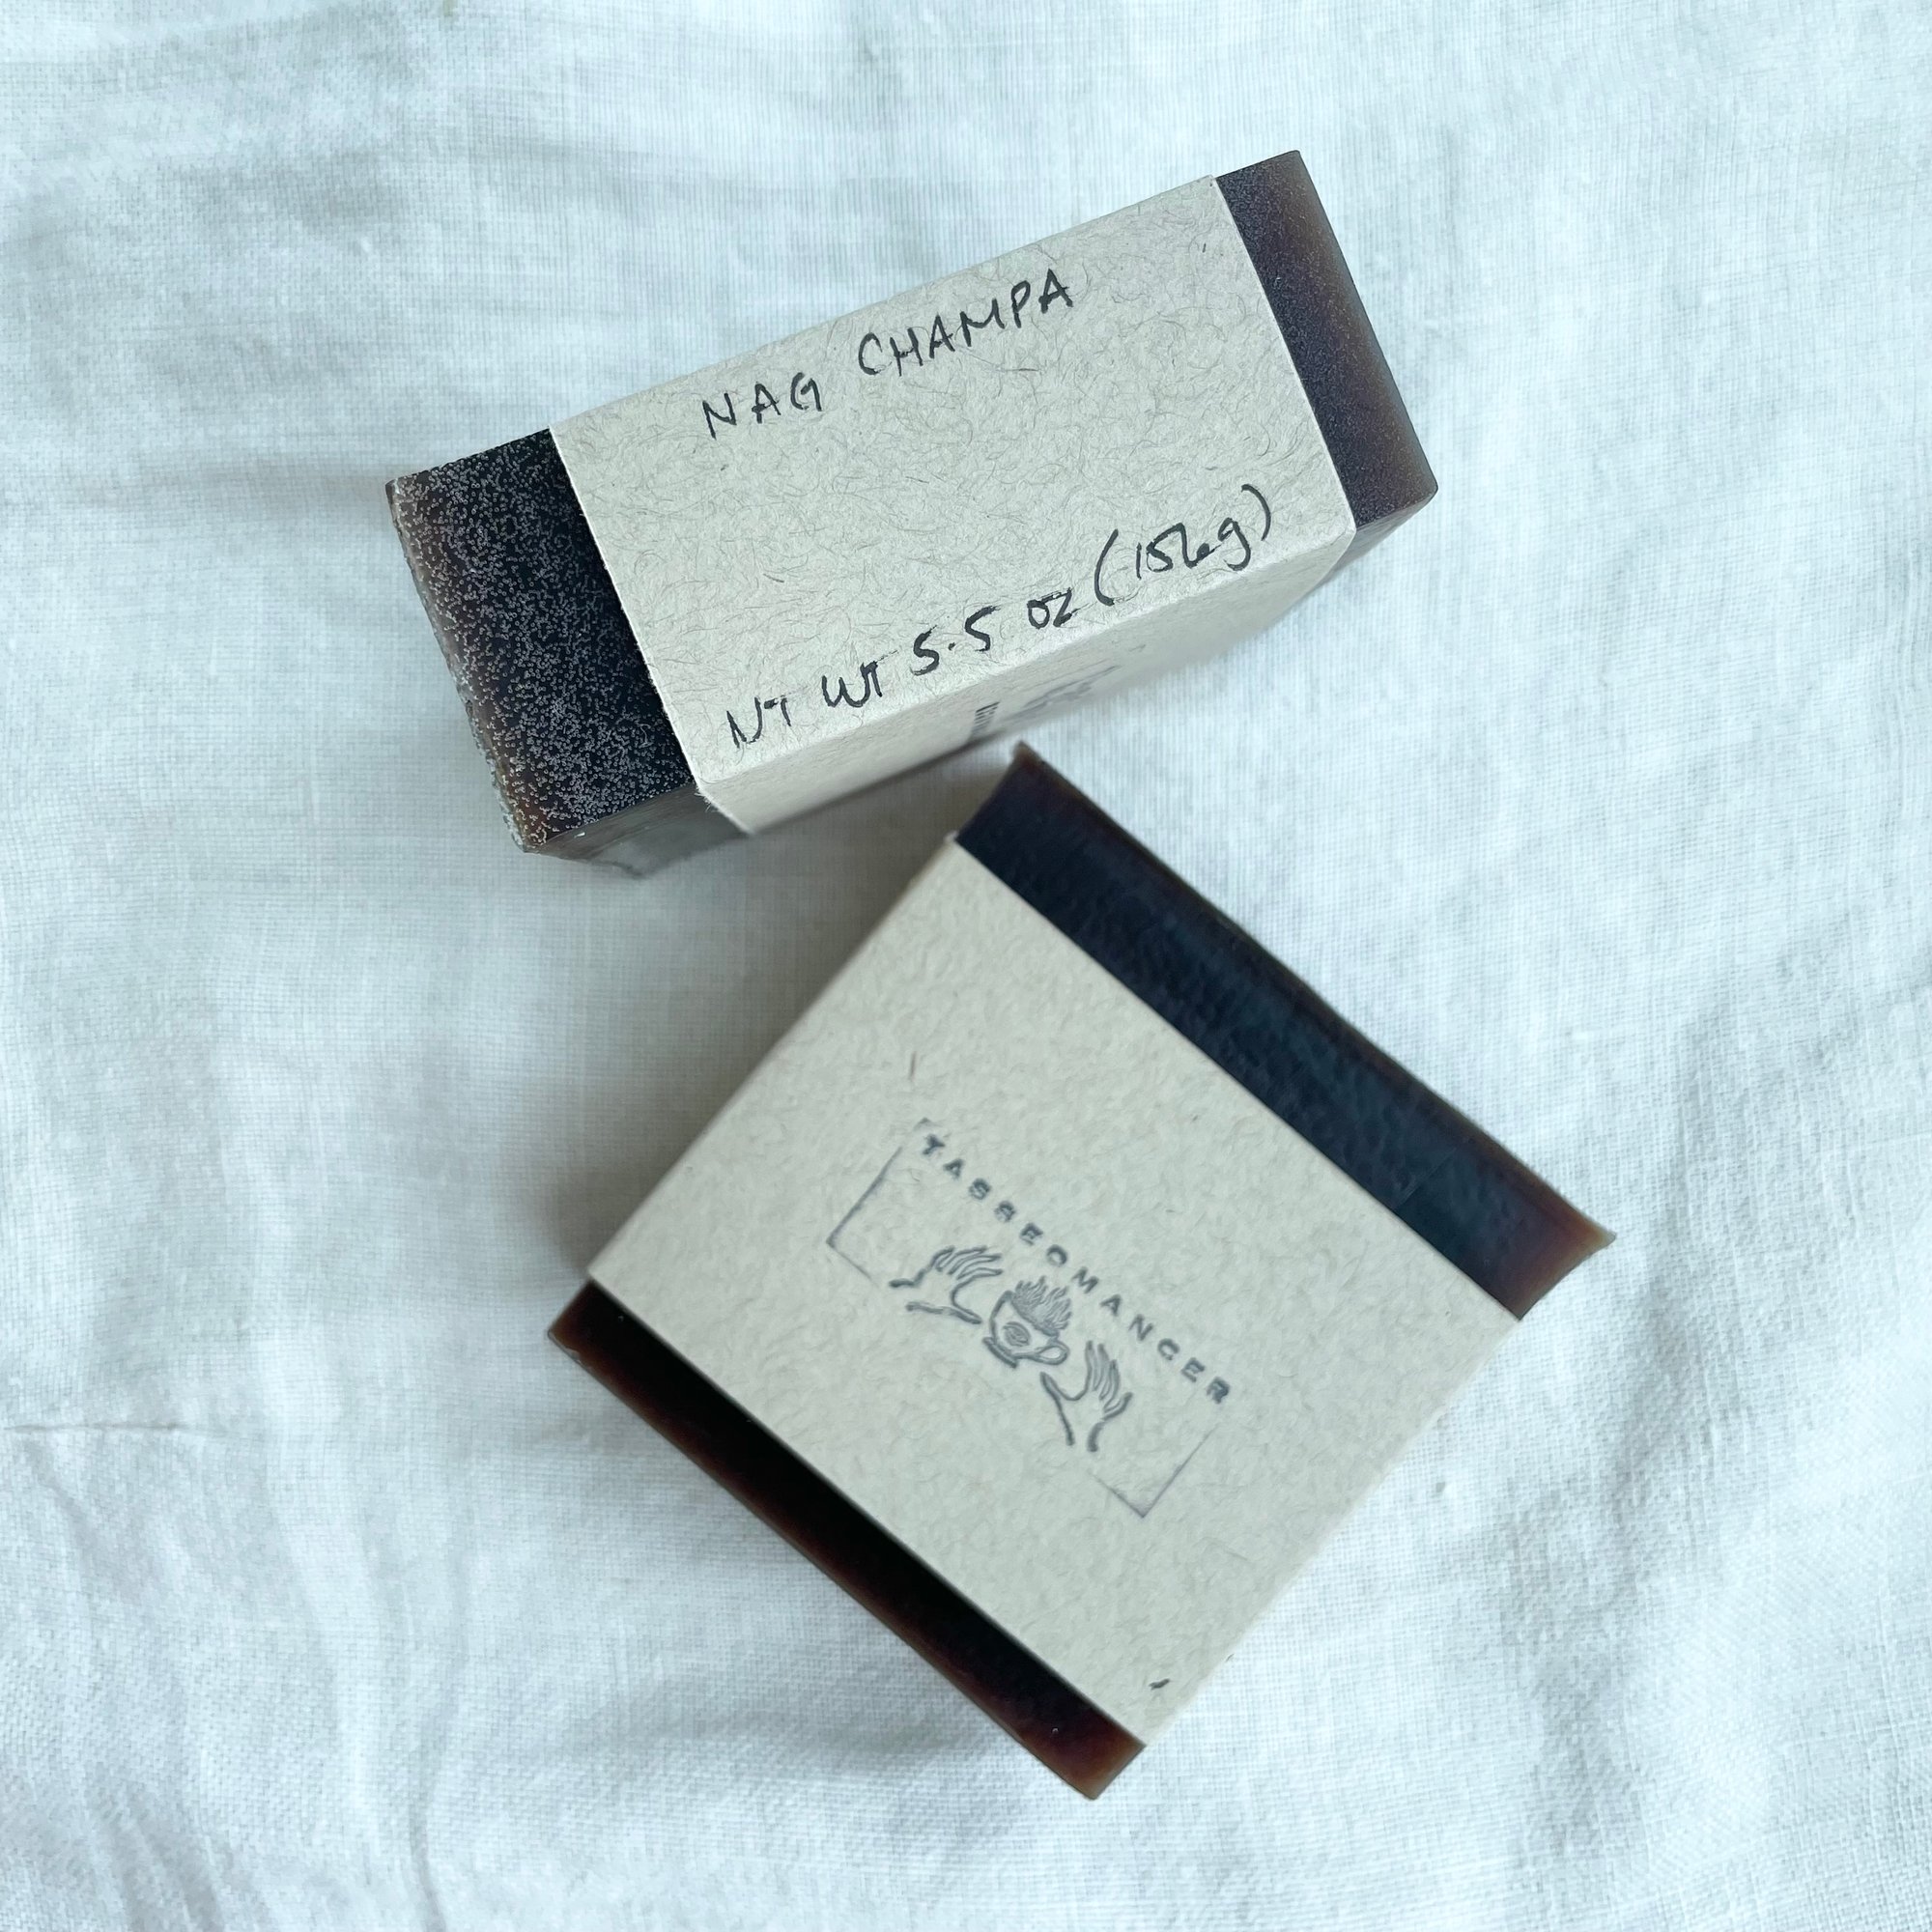 NAG CHAMPA
NT WT 5.5 oz (156g)
TASSEOMANCER